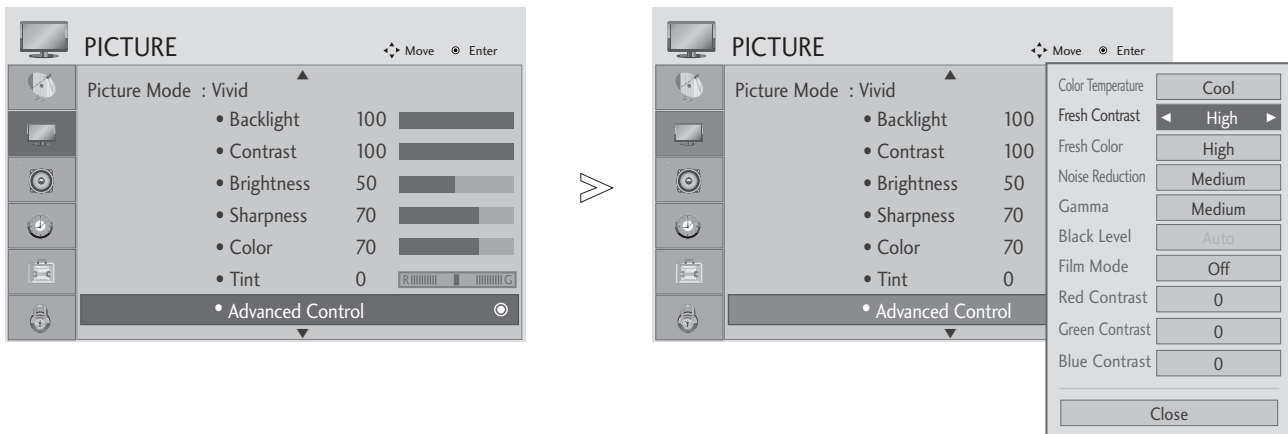 PICTURE
Move Enter
Picture Mode : Vivid
• Backlight 100
• Contrast 100
• Brightness 50
• Sharpness 70
• Color 70
• Tint 0 R G
• Advanced Control
PICTURE
Move Enter
Picture Mode : Vivid
• Backlight 100
• Contrast 100
• Brightness 50
• Sharpness 70
• Color 70
• Tint 0
• Advanced Control
Color Temperature Cool
Fresh Contrast High
Fresh Color High
Noise Reduction Medium
Gamma Medium
Black Level Auto
Film Mode Off
Red Contrast 0
Green Contrast 0
Blue Contrast 0
Close